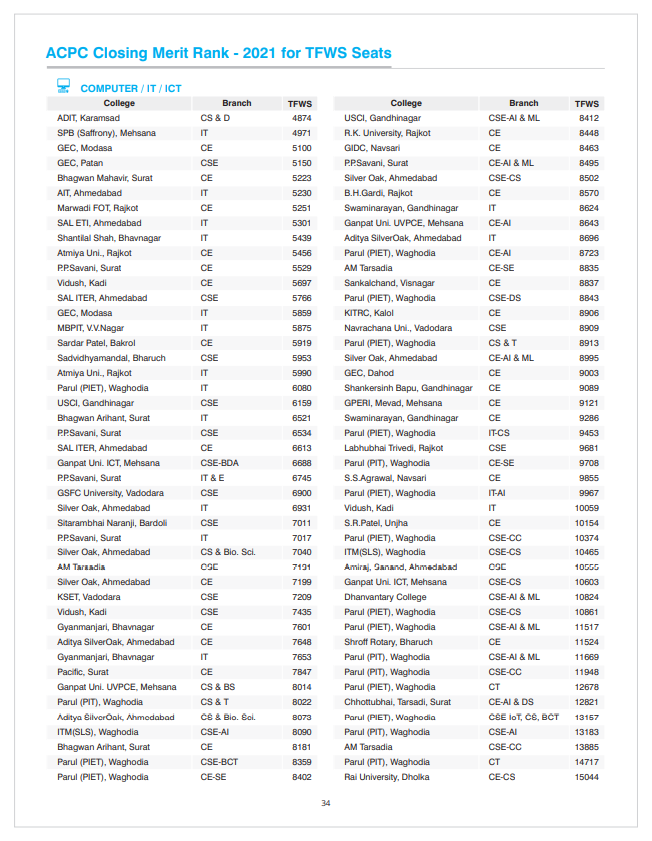 ACPC Closing Merit Rank - 2021 for TFWS Seats
COMPUTER / IT / ICT
College Branch TFWS
ADIT, Karamsad CS & D 4874
SPB (Saffrony), Mehsana IT 4971
GEC, Modasa CE 5100
GEC, Patan CSE 5150
Bhagwan Mahavir, Surat CE 5223
AIT, Ahmedabad IT 5230
Marwadi FOT, Rajkot CE 5251
SAL ETI, Ahmedabad IT 5301
Shantilal Shah, Bhavnagar IT 5439
Atmiya Uni., Rajkot CE 5456
P.P.Savani, Surat CE 5529
Vidush, Kadi CE 5697
SAL ITER, Ahmedabad CSE 5766
GEC, Modasa IT 5859
MBPIT, V.V.Nagar IT 5875
Sardar Patel, Bakrol CE 5919
Sadvidhyamandal, Bharuch CSE 5953
Atmiya Uni., Rajkot IT 5990
Parul (PIET), Waghodia IT 6080
USCI, Gandhinagar CSE 6159
Bhagwan Arihant, Surat IT 6521
P.P.Savani, Surat CSE 6534
SAL ITER, Ahmedabad CE 6613
Ganpat Uni. ICT, Mehsana CSE-BDA 6688
P.P.Savani, Surat IT & E 6745
GSFC University, Vadodara CSE 6900
Silver Oak, Ahmedabad IT 6931
Sitarambhai Naranji, Bardoli CSE 7011
P.P.Savani, Surat IT 7017
Silver Oak, Ahmedabad CS & Bio. Sci. 7040
AM Tarsadia CSE 7191
Silver Oak, Ahmedabad CE 7199
KSET, Vadodara CSE 7209
Vidush, Kadi CSE 7435
Gyanmanjari, Bhavnagar CE 7601
Aditya SilverOak, Ahmedabad CE 7648
Gyanmanjari, Bhavnagar IT 7653
Pacific, Surat CE 7847
Ganpat Uni. UVPCE, Mehsana CS & BS 8014
Parul (PIT), Waghodia CS & T 8022
Aditya SilverOak, Ahmedabad CS & Bio. Sci. 8073
ITM(SLS), Waghodia CSE-AI 8090
Bhagwan Arihant, Surat CE 8181
Parul (PIET), Waghodia CSE-BCT 8359
Parul (PIET), Waghodia CE-SE 8402
College Branch TFWS
USCI, Gandhinagar CSE-AI & ML 8412
R.K. University, Rajkot CE 8448
GIDC, Navsari CE 8463
P.P.Savani, Surat CE-AI & ML 8495
Silver Oak, Ahmedabad CSE-CS 8502
B.H.Gardi, Rajkot CE 8570
Swaminarayan, Gandhinagar IT 8624
Ganpat Uni. UVPCE, Mehsana CE-AI 8643
Aditya SilverOak, Ahmedabad IT 8696
Parul (PIET), Waghodia CE-AI 8723
AM Tarsadia CE-SE 8835
Sankalchand, Visnagar CE 8837
Parul (PIET), Waghodia CSE-DS 8843
KITRC, Kalol CE 8906
Navrachana Uni., Vadodara CSE 8909
Parul (PIET), Waghodia CS & T 8913
Silver Oak, Ahmedabad CE-AI & ML 8995
GEC, Dahod CE 9003
Shankersinh Bapu, Gandhinagar CE 9089
GPERI, Mevad, Mehsana CE 9121
Swaminarayan, Gandhinagar CE 9286
Parul (PIET), Waghodia IT-CS 9453
Labhubhai Trivedi, Rajkot CSE 9681
Parul (PIT), Waghodia CE-SE 9708
S.S.Agrawal, Navsari CE 9855
Parul (PIET), Waghodia IT-AI 9967
Vidush, Kadi IT 10059
S.R.Patel, Unjha CE 10154
Parul (PIET), Waghodia CSE-CC 10374
ITM(SLS), Waghodia CSE-CS 10465
Amiraj, Sanand, Ahmedabad CSE 10555
Ganpat Uni. ICT, Mehsana CSE-CS 10603
Dhanvantary College CSE-AI & ML 10824
Parul (PIET), Waghodia CSE-CS 10861
Parul (PIET), Waghodia CSE-AI & ML 11517
Shroff Rotary, Bharuch CE 11524
Parul (PIT), Waghodia CSE-AI & ML 11669
Parul (PIT), Waghodia CSE-CC 11948
Parul (PIET), Waghodia CT 12678
Chhottubhai, Tarsadi, Surat CE-AI & DS 12821
Parul (PIET), Waghodia CSE IoT, CS, BCT 13157
Parul (PIT), Waghodia CSE-AI 13183
AM Tarsadia CSE-CC 13885
Parul (PIT), Waghodia CT 14717
Rai University, Dholka CE-CS 15044
34